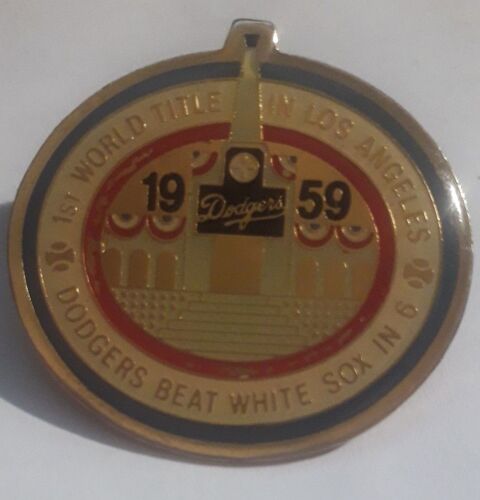 1ST WORLD TITLE IN LOS ANGELES
19 59
Dodgers
DODGERS BEAT WHITE SOX IN 6